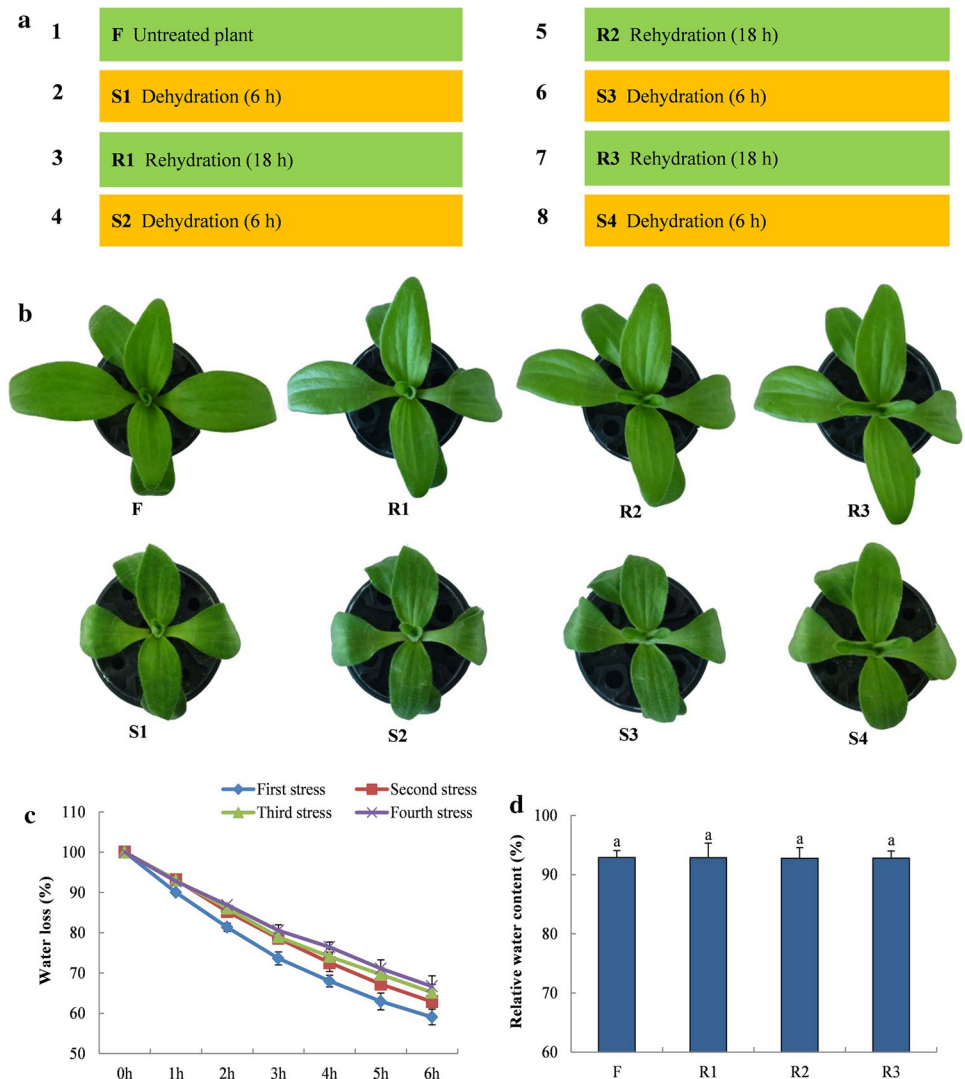 a
1 F Untreated plant
2 S1 Dehydration (6 h)
3 R1 Rehydration (18 h)
4 S2 Dehydration (6 h)
5 R2 Rehydration (18 h)
6 S3 Dehydration (6 h)
7 R3 Rehydration (18 h)
8 S4 Dehydration (6 h)
b
F R1 R2 R3
S1 S2 S3 S4
c
First stress Second stress
Third stress Fourth stress
Water loss (%)
110
100
90
80
70
60
50
0h 1h 2h 3h 4h 5h 6h
d
Relative water content (%)
100
90
80
70
60
a a a a
F R1 R2 R3